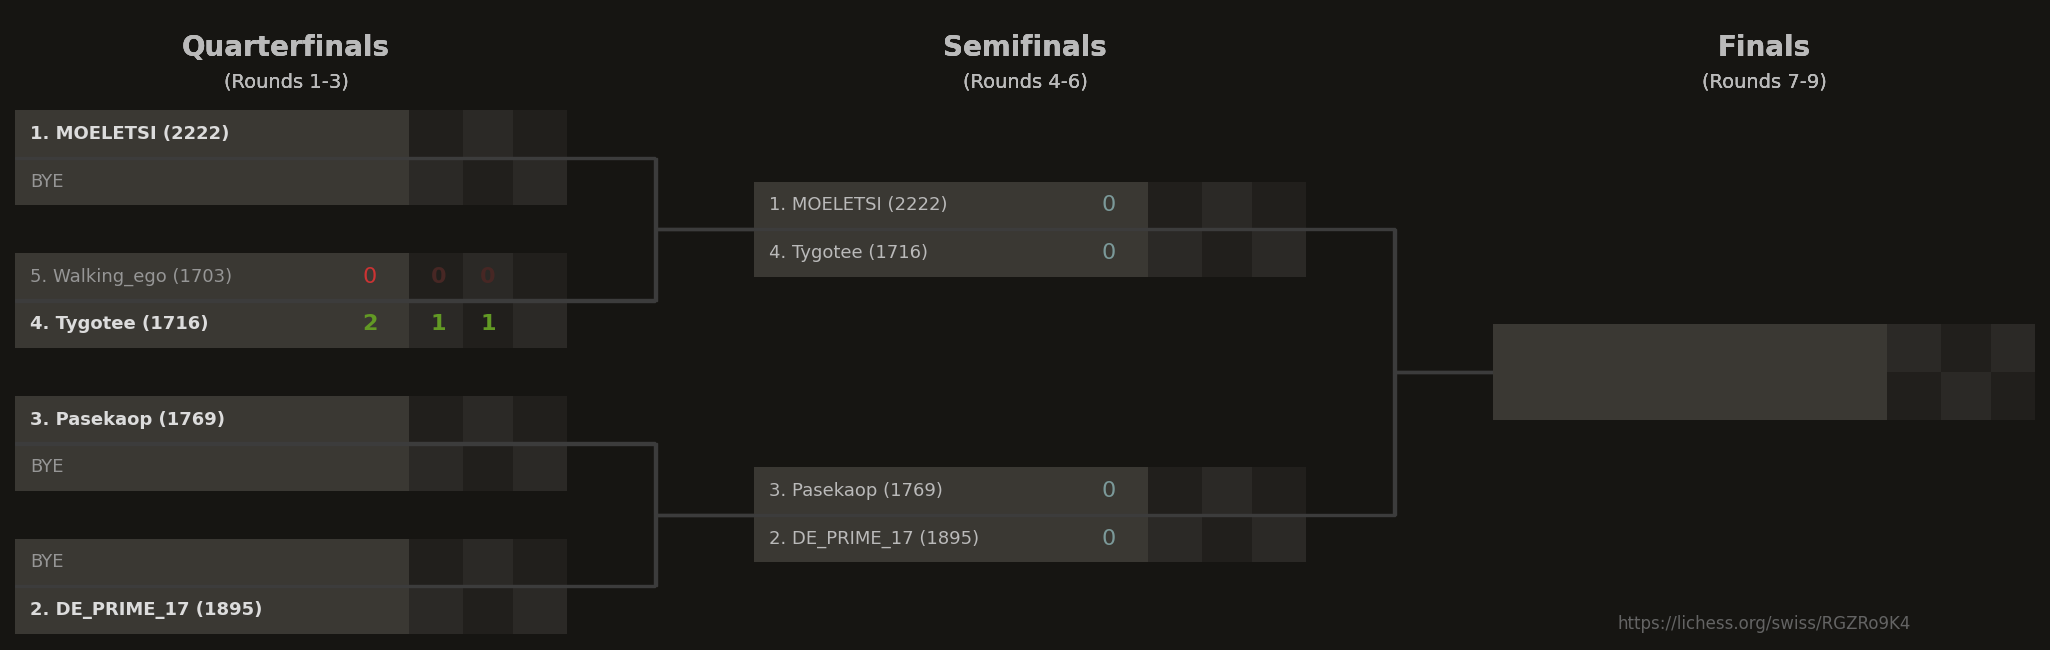 Quarterfinals
(Rounds 1-3)
1. MOELETSI (2222)
BYE
5. Walking_ego (1703) 0 0 0
4. Tygotee (1716) 2 1 1
3. Pasekaop (1769)
BYE
BYE
2. DE_PRIME_17 (1895)
Semifinals
(Rounds 4-6)
1. MOELETSI (2222) 0
4. Tygotee (1716) 0
3. Pasekaop (1769) 0
2. DE_PRIME_17 (1895) 0
Finals
(Rounds 7-9)
https://lichess.org/swiss/RGZRo9K4